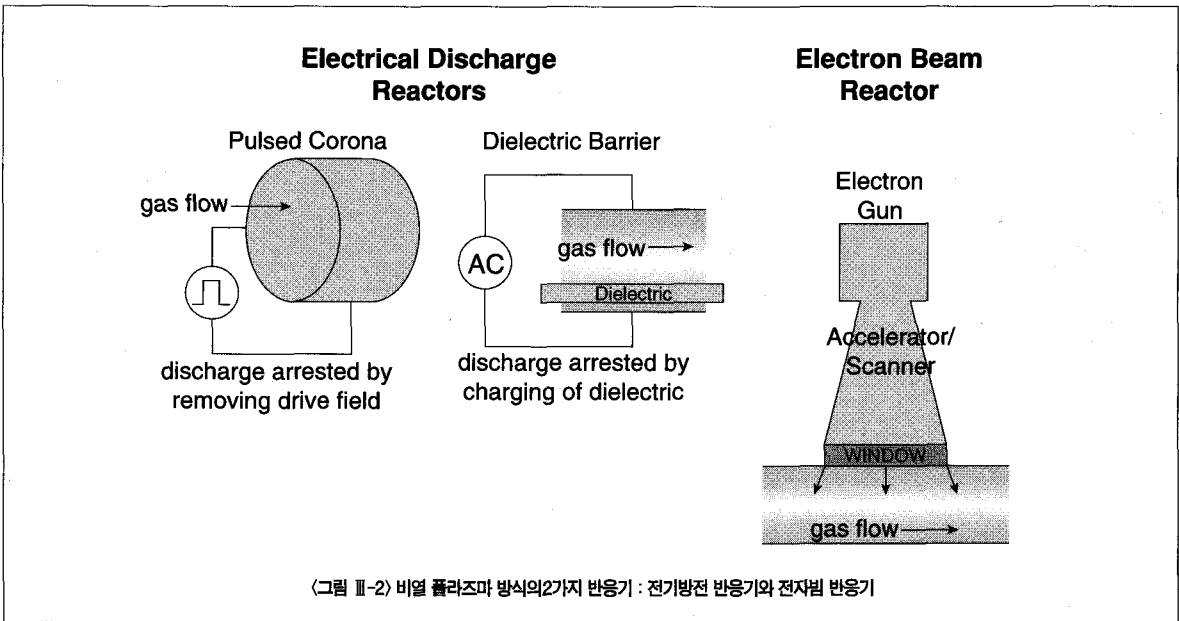 Electrical Discharge
Reactors
Electron Beam
Reactor
Pulsed Corona
Dielectric Barrier
gas flow
AC
gas flow
Dielectric
discharge arrested by
removing drive field
discharge arrested by
charging of dielectric
Electron
Gun
Accelerator/
Scanner
WINDOW
gas flow
〈그림 Ⅲ-2〉 비열 플라즈마 방식의2가지 반응기 : 전기방전 반응기와 전자빔 반응기